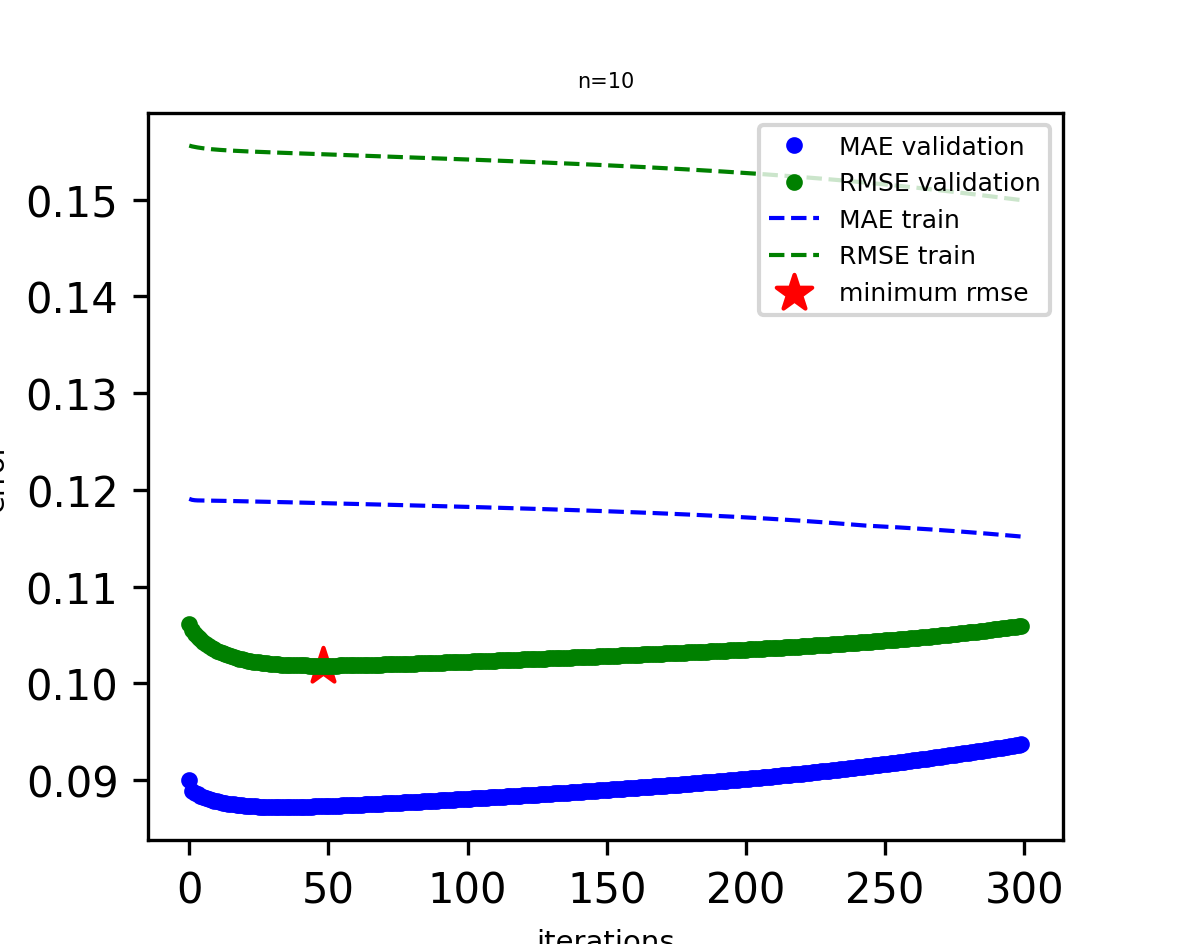 n=10
MAE validation
RMSE validation
MAE train
RMSE train
minimum rmse
0.15
0.14
0.13
0.12
0.11
0.10
0.09
0 50 100 150 200 250 300
iterations